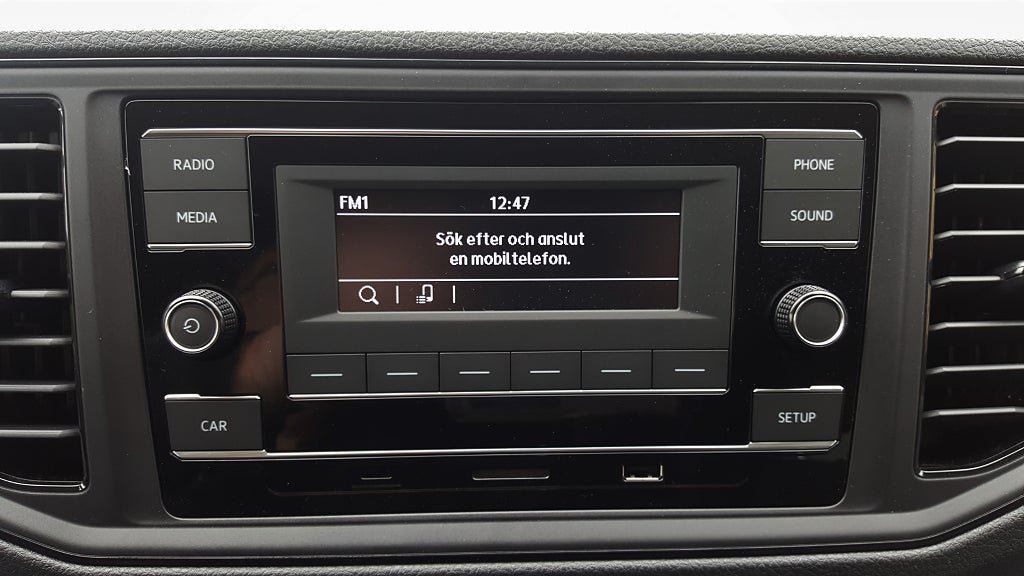 RADIO
MEDIA
FM1 12:47
Sök efter och anslut
en mobiltelefon.
PHONE
SOUND
CAR
SETUP